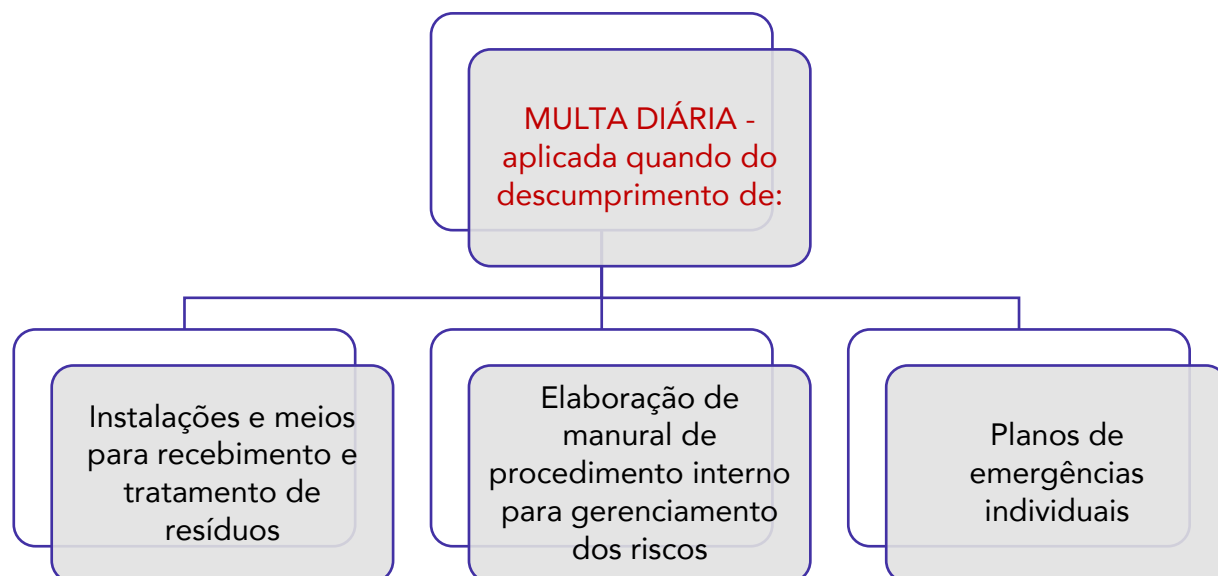 MULTA DIÁRIA -
aplicada quando do
descumprimento de:
Instalações e meios
para recebimento e
tratamento de
resíduos
Elaboração de
manural de
procedimento interno
para gerenciamento
dos riscos
Planos de
emergências
individuais